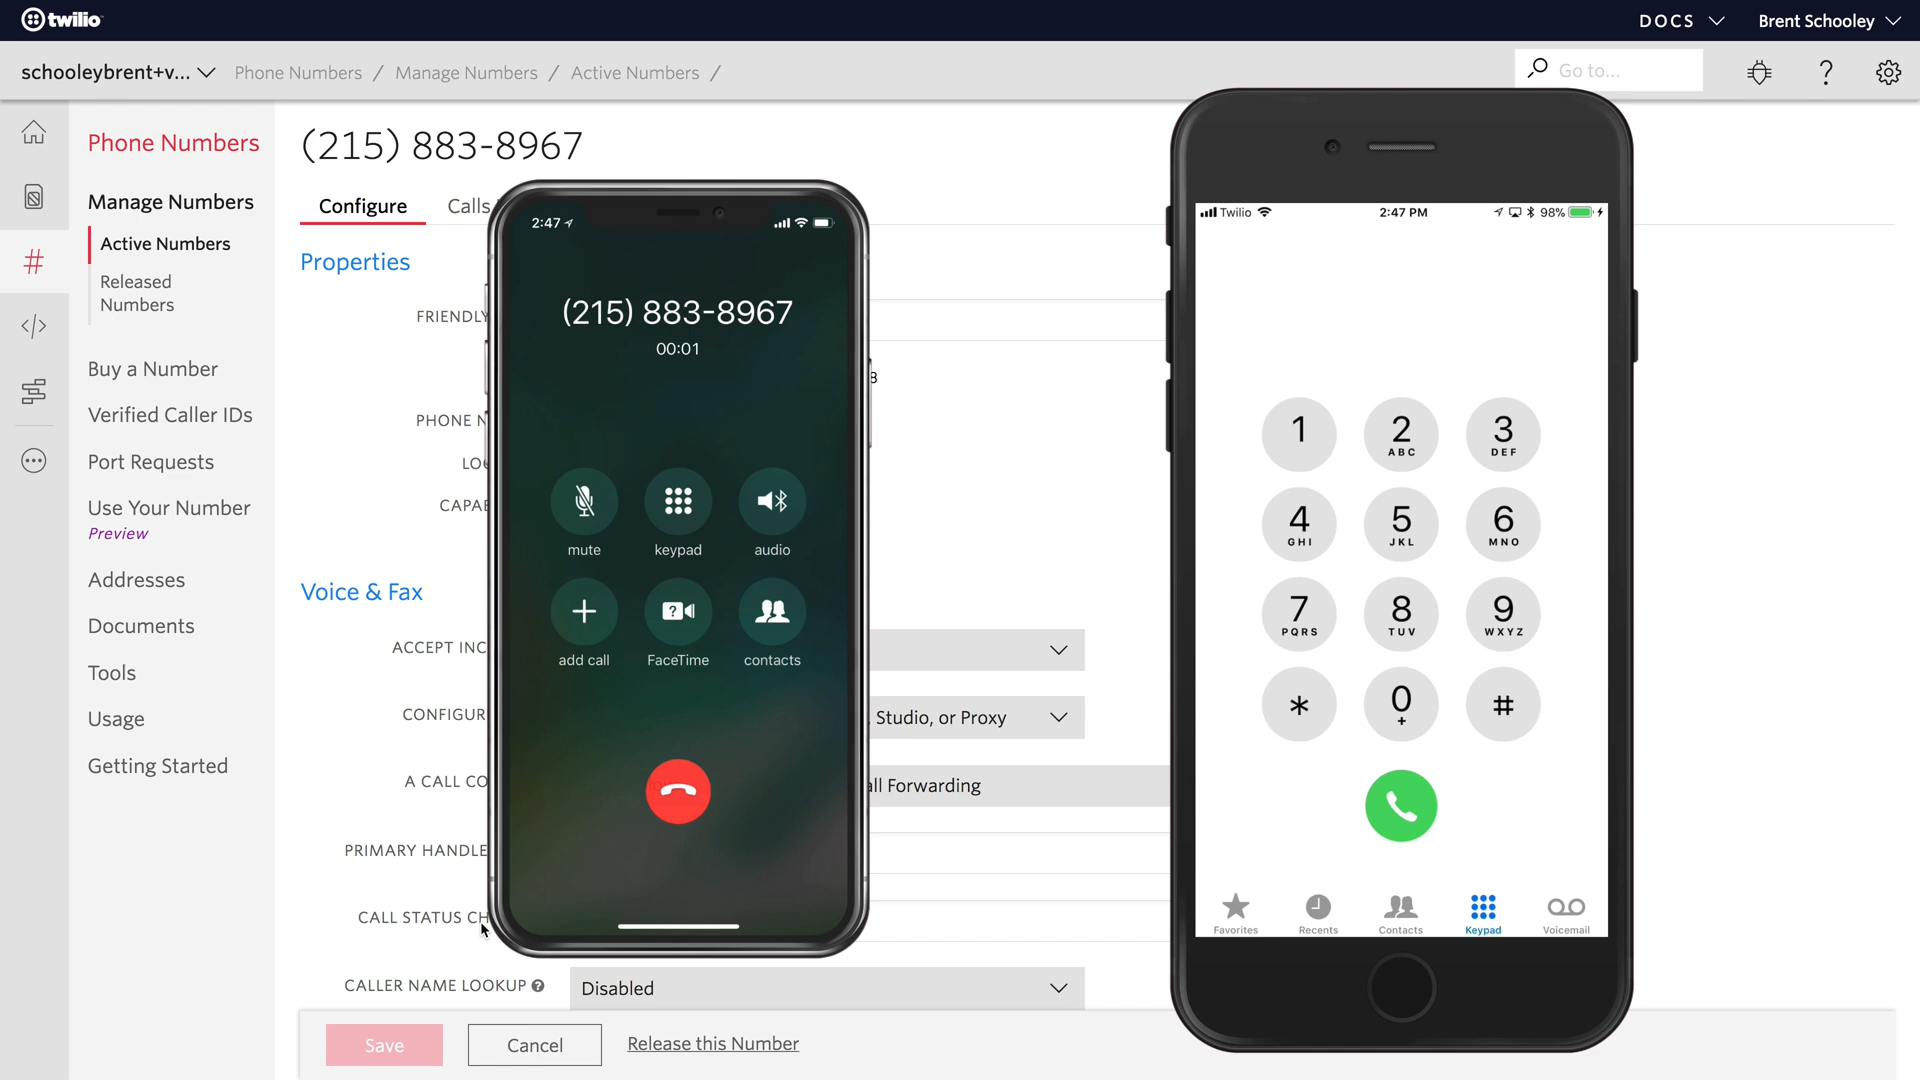 twilio
DOCS
Brent Schooley
schooleybrent+v...
Phone Numbers / Manage Numbers / Active Numbers /
Go to...
Phone Numbers
Manage Numbers
Active Numbers
Released
Numbers
Buy a Number
Verified Caller IDs
Port Requests
Use Your Number
Preview
Addresses
Documents
Tools
Usage
Getting Started
(215) 883-8967
Configure
Calls
Properties
FRIENDLY
8
PHONE N
LOC
CAPAB
Voice & Fax
ACCEPT INC
CONFIGUR
, Studio, or Proxy
A CALL CO
all Forwarding
PRIMARY HANDLE
CALL STATUS CH
CALLER NAME LOOKUP ?
Disabled
Save
Cancel
Release this Number
2:47
(215) 883-8967
00:01
mute
keypad
audio
add call
FaceTime
contacts
Twilio
2:47 PM
98%
1
2
ABC
3
DEF
4
GHI
5
JKL
6
MNO
7
PQRS
8
TUV
9
WXYZ
*
0
+
#
Favorites
Recents
Contacts
Keypad
Voicemail